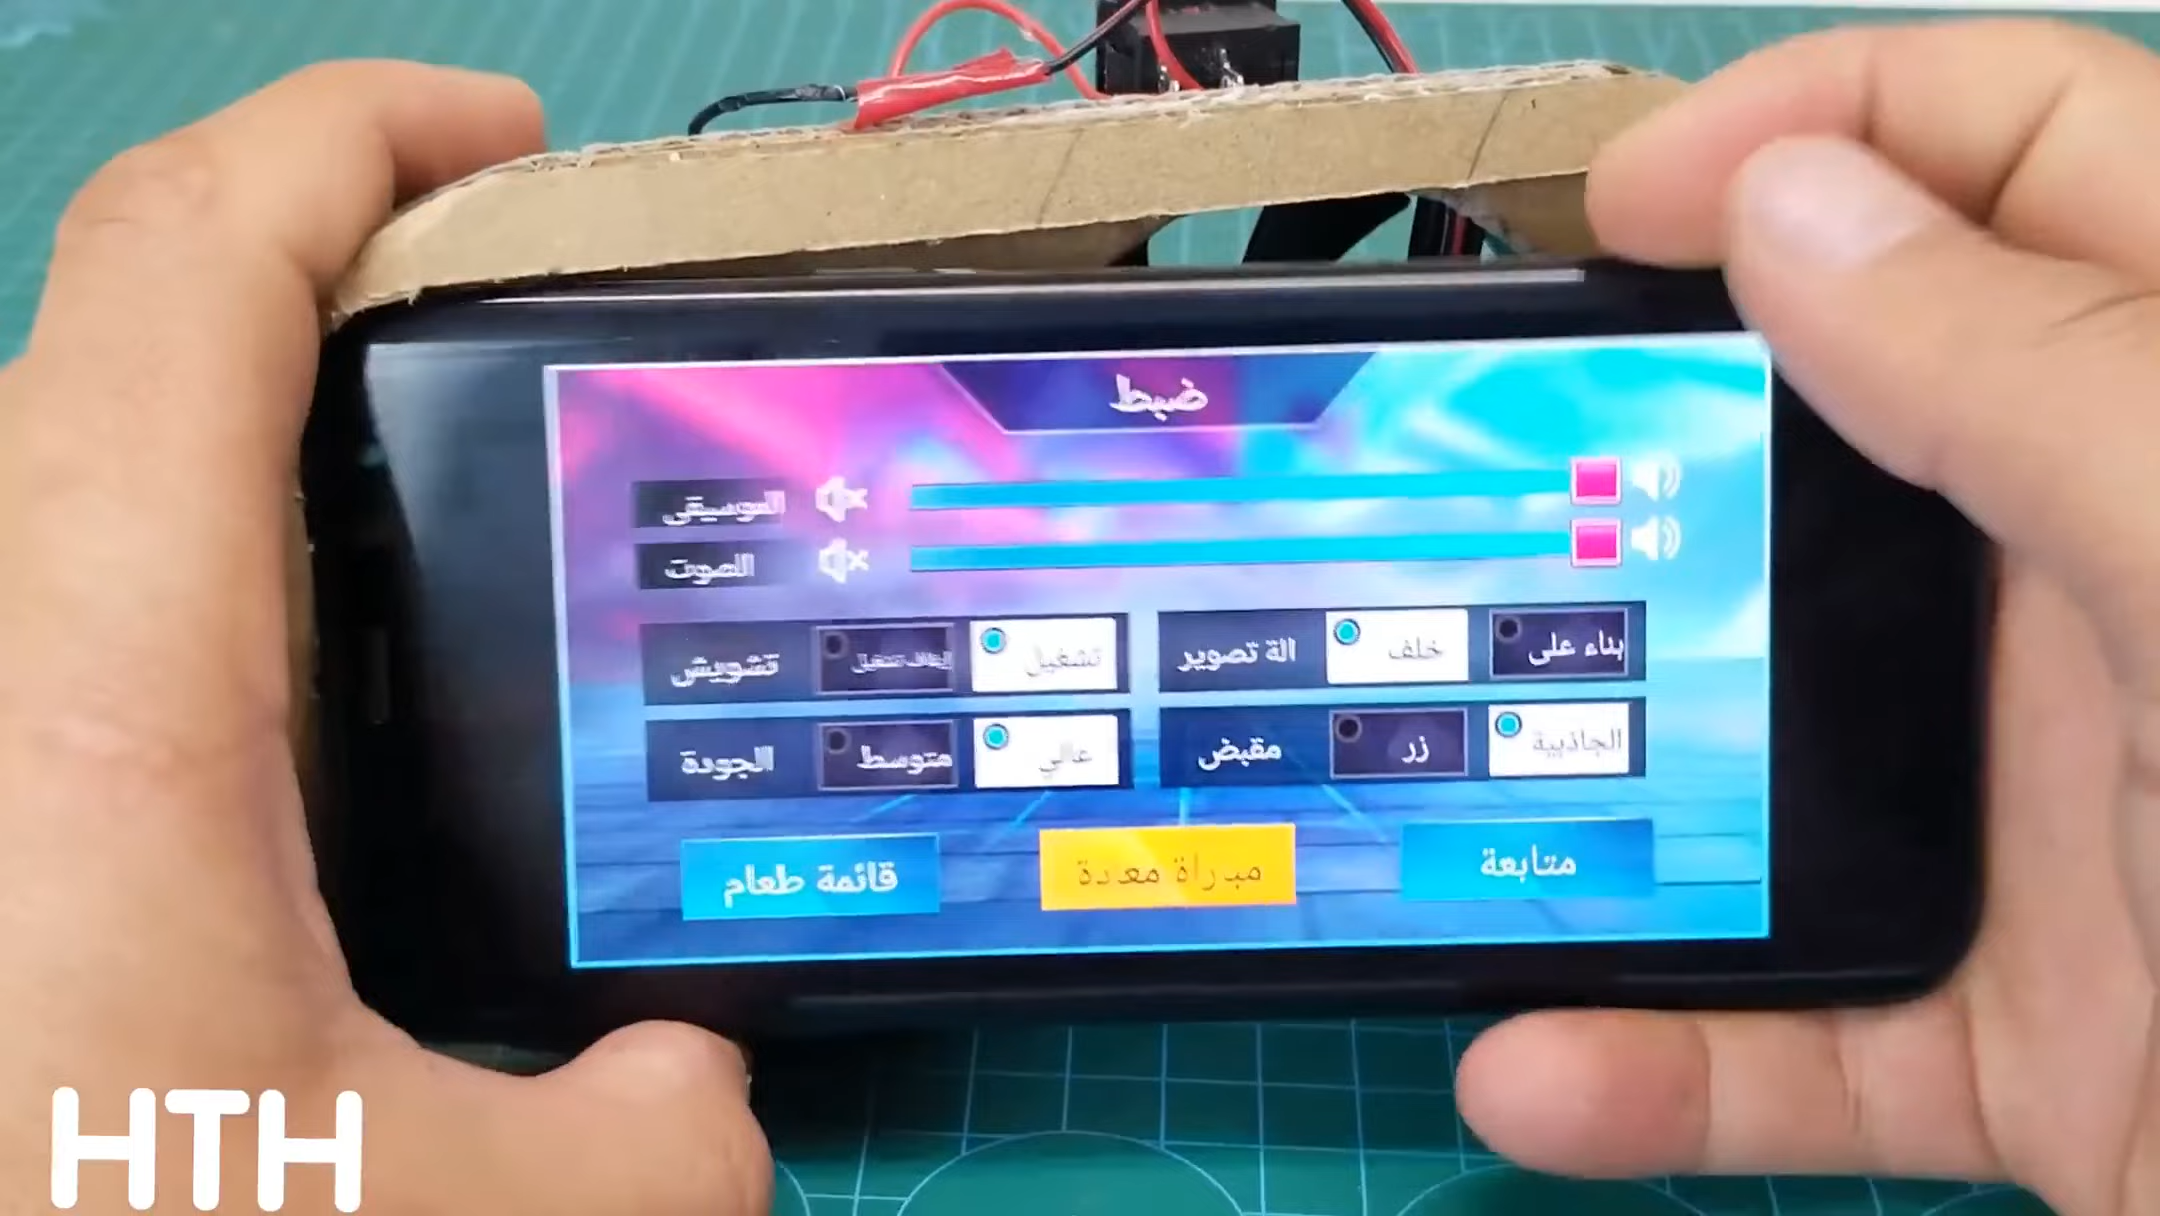 ضبط
الموسيقى
الصوت
تشويش إيقاف تشغيل تشغيل
الة تصوير خلف بناء على
الجودة متوسط عالي
مقبض زر الجاذبية
قائمة طعام مبدراة معددة متابعة
HTH